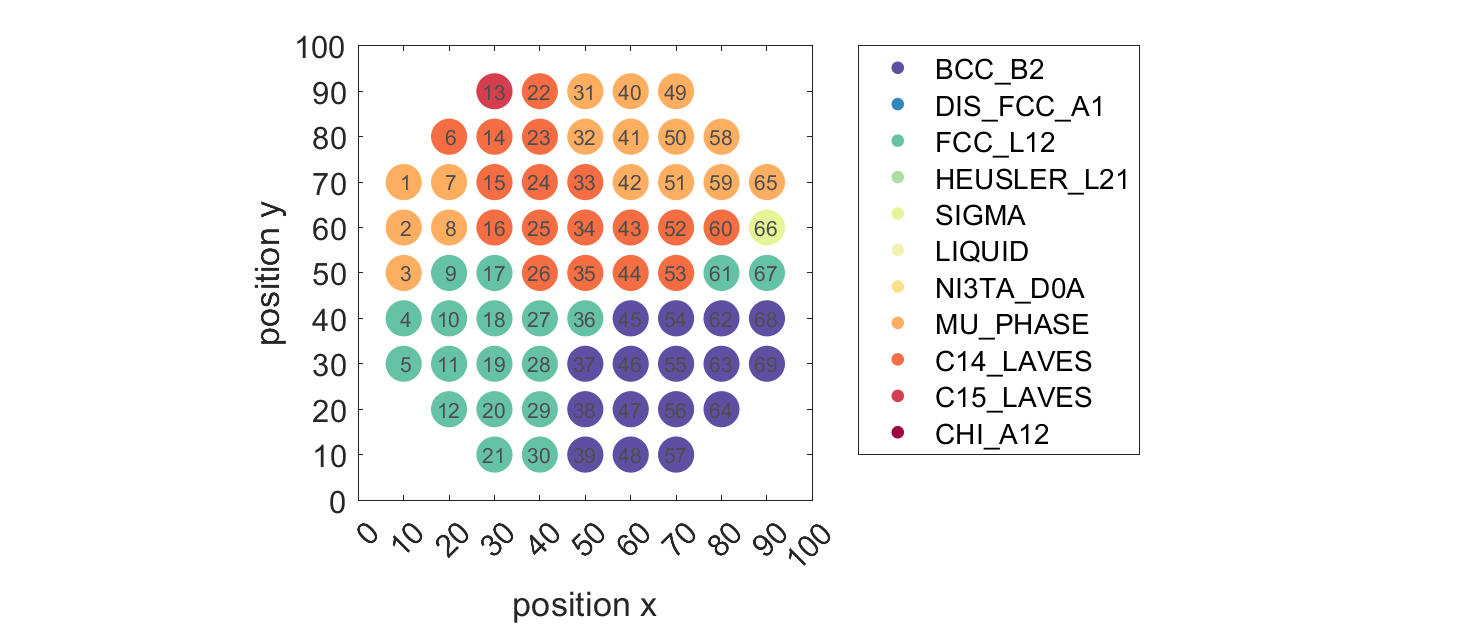 100
90 13 22 31 40 49
80 6 14 23 32 41 50 58
70 1 7 15 24 33 42 51 59 65
60 2 8 16 25 34 43 52 60 66
50 3 9 17 26 35 44 53 61 67
40 4 10 18 27 36 45 54 62 68
30 5 11 19 28 37 46 55 63 69
20 12 20 29 38 47 56 64
10 21 30 39 48 57
0
0 10 20 30 40 50 60 70 80 90 100
position x
position y
BCC_B2
DIS_FCC_A1
FCC_L12
HEUSLER_L21
SIGMA
LIQUID
NI3TA_D0A
MU_PHASE
C14_LAVES
C15_LAVES
CHI_A12